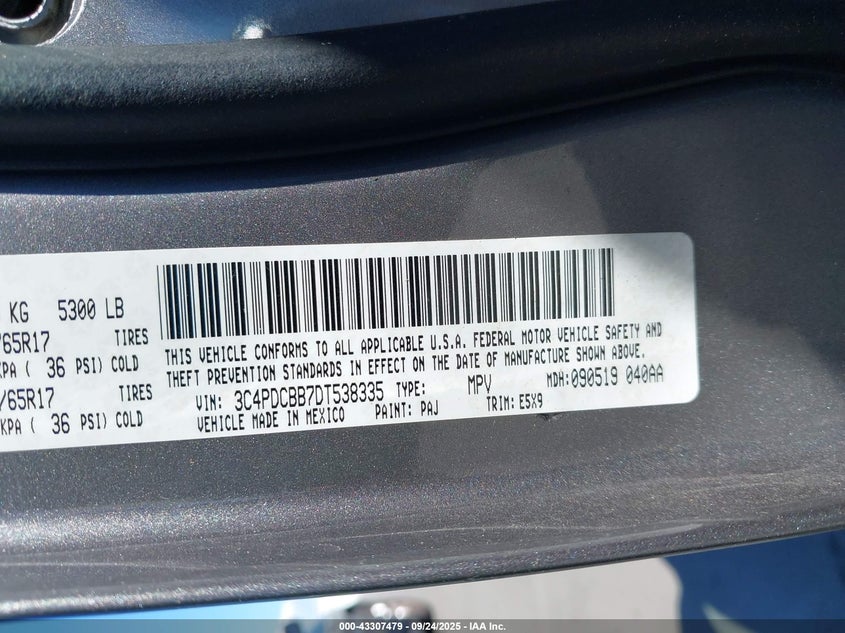 KG 5300 LB
/65R17 TIRES
KPA ( 36 PSI) COLD
/65R17 TIRES
KPA ( 36 PSI) COLD
THIS VEHICLE CONFORMS TO ALL APPLICABLE U.S.A. FEDERAL MOTOR VEHICLE SAFETY AND
THEFT PREVENTION STANDARDS IN EFFECT ON THE DATE OF MANUFACTURE SHOWN ABOVE.
VIN: 3C4PDCBB7DT538335 TYPE: MPV MDH: 090519 040AA
VEHICLE MADE IN MEXICO PAINT: PAJ TRIM: E5X9
000-43307479 - 09/24/2025 - IAA Inc.